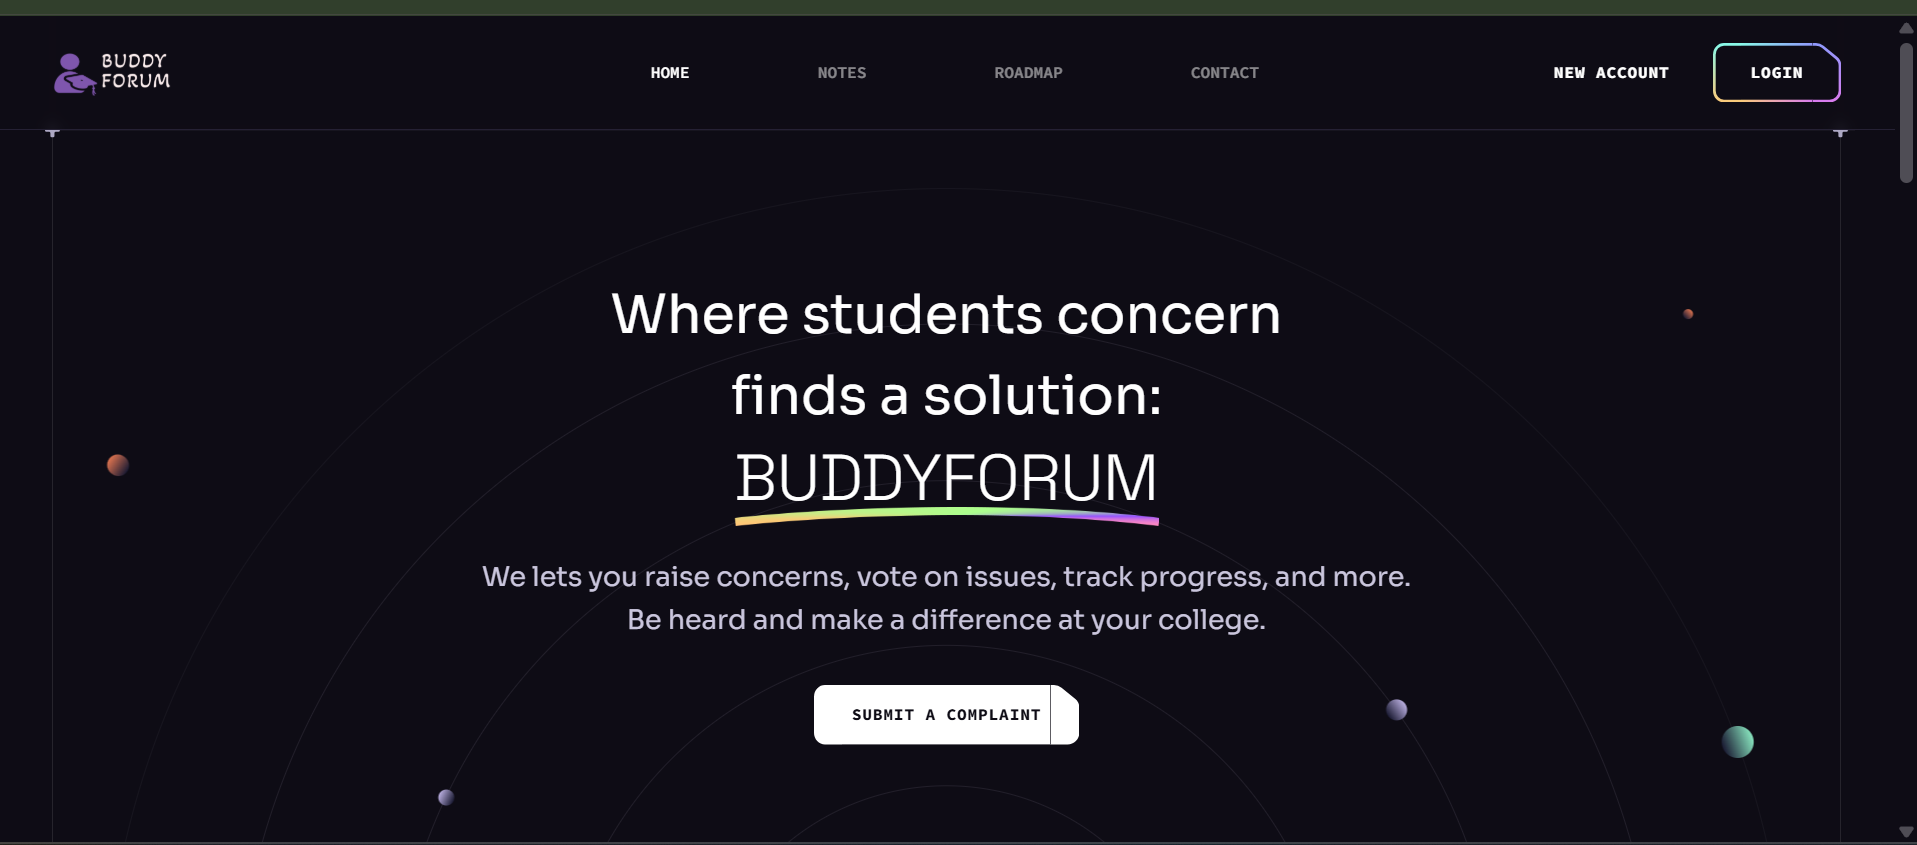 BUDDY
FORUM
HOME
NOTES
ROADMAP
CONTACT
NEW ACCOUNT
LOGIN
Where students concern
finds a solution:
BUDDYFORUM
We lets you raise concerns, vote on issues, track progress, and more.
Be heard and make a difference at your college.
SUBMIT A COMPLAINT